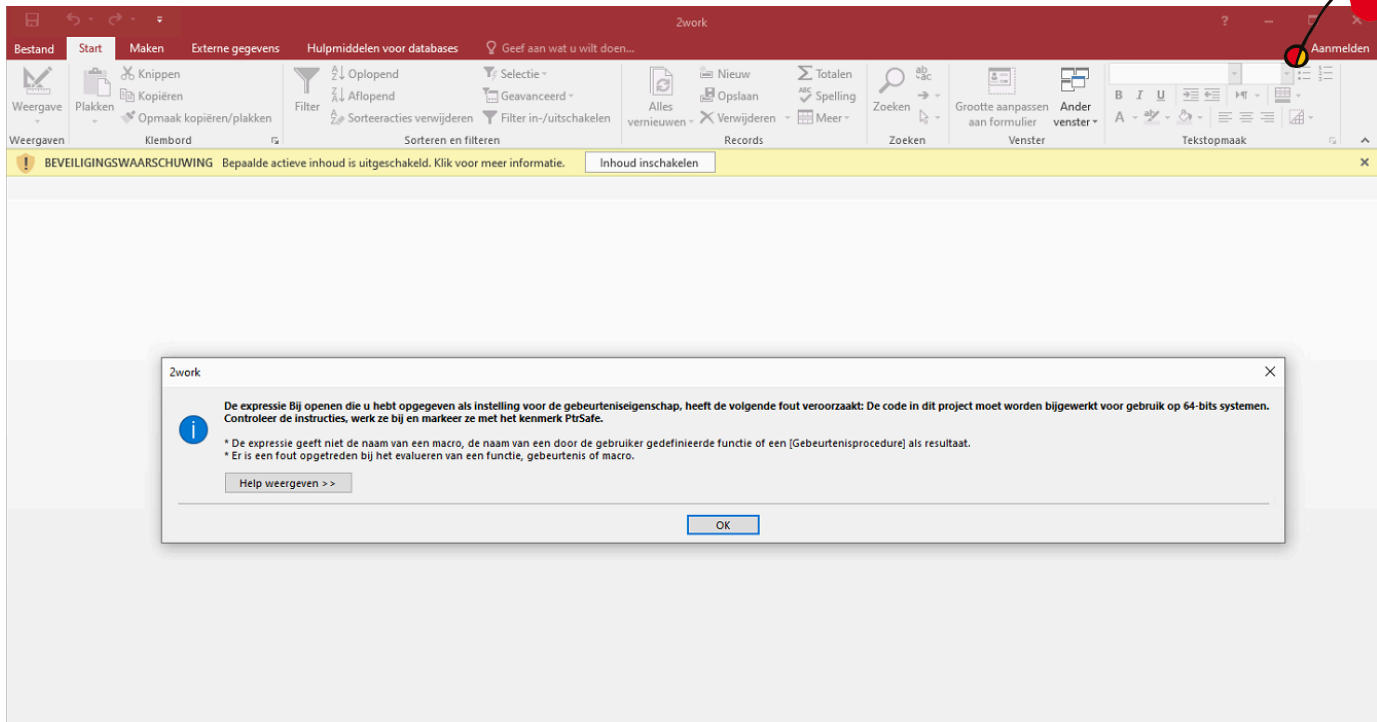 2work
?
Bestand Start Maken Externe gegevens Hulpmiddelen voor databases Geef aan wat u wilt doen... Aanmelden
Weergave
Plakken
Knippen
Kopiëren
Opmaak kopiëren/plakken
Filter
Oplopend
Aflopend
Sorteeracties verwijderen
Selectie
Geavanceerd
Filter in-/uitschakelen
Alles
vernieuwen
Nieuw
Opslaan
Verwijderen
Totalen
Spelling
Meer
Zoeken
Grootte aanpassen
aan formulier
Ander
venster
B I U
A
Weergaven Klembord Sorteren en filteren Records Zoeken Venster Tekstopmaak
BEVEILIGINGSWAARSCHUWING Bepaalde actieve inhoud is uitgeschakeld. Klik voor meer informatie. Inhoud inschakelen
2work
De expressie Bij openen die u hebt opgegeven als instelling voor de gebeurteniseigenschap, heeft de volgende fout veroorzaakt: De code in dit project moet worden bijgewerkt voor gebruik op 64-bits systemen.
Controleer de instructies, werk ze bij en markeer ze met het kenmerk PtrSafe.
* De expressie geeft niet de naam van een macro, de naam van een door de gebruiker gedefinieerde functie of een [Gebeurtenisprocedure] als resultaat.
* Er is een fout opgetreden bij het evalueren van een functie, gebeurtenis of macro.
Help weergeven >>
OK